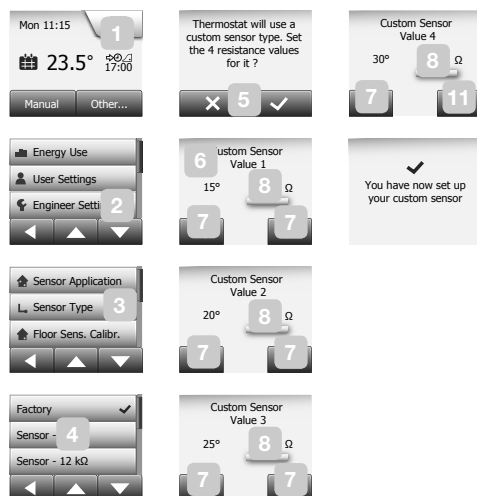 Mon 11:15
1
23.5°
17:00
Manual
Other...
Energy Use
User Settings
Engineer Setti
2
Sensor Application
Sensor Type
3
Floor Sens. Calibr.
Factory
Sensor -
4
Sensor - 12 kΩ
Thermostat will use a
custom sensor type. Set
the 4 resistance values
for it ?
5
6
ustom Sensor
Value 1
15°
8
Ω
7
7
Custom Sensor
Value 2
20°
8
Ω
7
7
Custom Sensor
Value 3
25°
8
Ω
7
7
Custom Sensor
Value 4
30°
8
Ω
7
11
You have now set up
your custom sensor